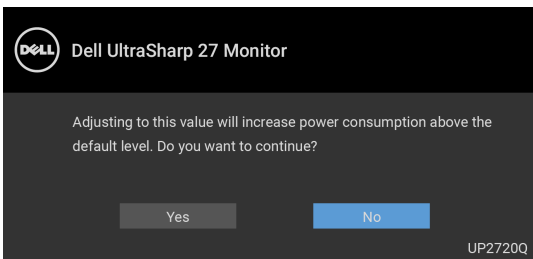 DELL
Dell UltraSharp 27 Monitor
Adjusting to this value will increase power consumption above the
default level. Do you want to continue?
Yes
No
UP2720Q